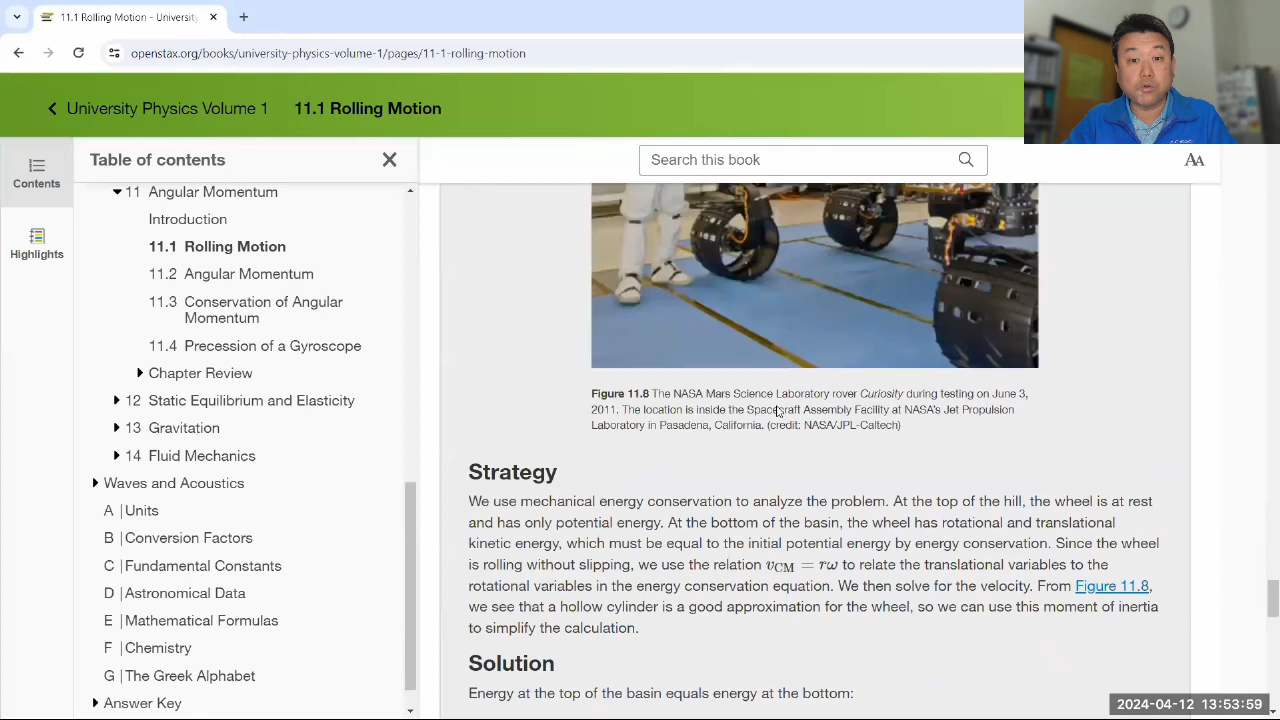 11.1 Rolling Motion - University P
openstax.org/books/university-physics-volume-1/pages/11-1-rolling-motion
University Physics Volume 1
11.1 Rolling Motion
Contents
Highlights
Table of contents
Search this book
AA
11 Angular Momentum
Introduction
11.1 Rolling Motion
11.2 Angular Momentum
11.3 Conservation of Angular
Momentum
11.4 Precession of a Gyroscope
Chapter Review
12 Static Equilibrium and Elasticity
13 Gravitation
14 Fluid Mechanics
Waves and Acoustics
A | Units
B | Conversion Factors
C | Fundamental Constants
D | Astronomical Data
E | Mathematical Formulas
F | Chemistry
G | The Greek Alphabet
Answer Key
Figure 11.8 The NASA Mars Science Laboratory rover Curiosity during testing on June 3,
2011. The location is inside the Spacecraft Assembly Facility at NASA's Jet Propulsion
Laboratory in Pasadena, California. (credit: NASA/JPL-Caltech)
Strategy
We use mechanical energy conservation to analyze the problem. At the top of the hill, the wheel is at rest
and has only potential energy. At the bottom of the basin, the wheel has rotational and translational
kinetic energy, which must be equal to the initial potential energy by energy conservation. Since the wheel
is rolling without slipping, we use the relation vCM = rω to relate the translational variables to the
rotational variables in the energy conservation equation. We then solve for the velocity. From Figure 11.8,
we see that a hollow cylinder is a good approximation for the wheel, so we can use this moment of inertia
to simplify the calculation.
Solution
Energy at the top of the basin equals energy at the bottom:
2024-04-12 13:53:59